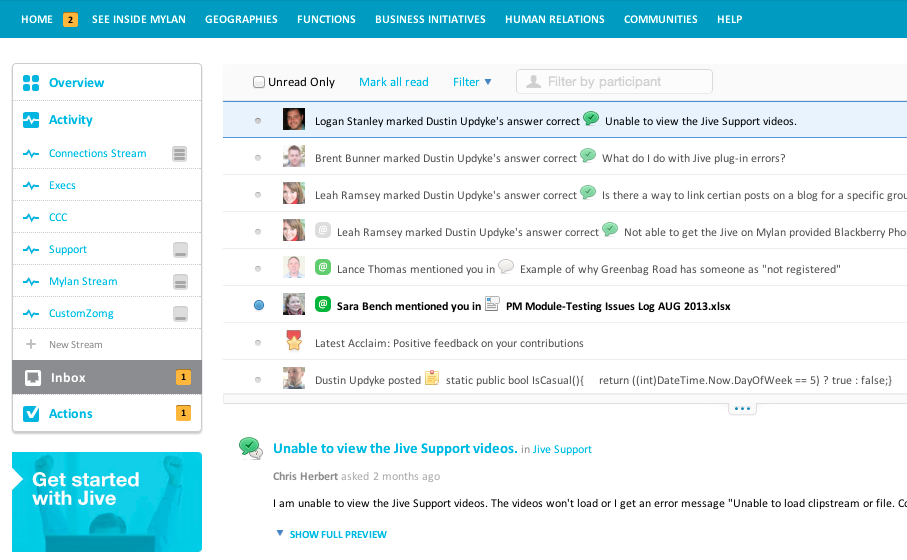 HOME 2 SEE INSIDE MYLAN GEOGRAPHIES FUNCTIONS BUSINESS INITIATIVES HUMAN RELATIONS COMMUNITIES HELP
Overview
Activity
Connections Stream
Execs
CCC
Support
Mylan Stream
CustomZomg
New Stream
Inbox 1
Actions 1
Get started
with Jive
Unread Only Mark all read Filter Filter by participant
Logan Stanley marked Dustin Updyke's answer correct Unable to view the Jive Support videos.
Brent Bunner marked Dustin Updyke's answer correct What do I do with Jive plug-in errors?
Leah Ramsey marked Dustin Updyke's answer correct Is there a way to link certian posts on a blog for a specific grou
@ Leah Ramsey marked Dustin Updyke's answer correct Not able to get the Jive on Mylan provided Blackberry Pho
@ Lance Thomas mentioned you in Example of why Greenbag Road has someone as "not registered"
@ Sara Bench mentioned you in PM Module-Testing Issues Log AUG 2013.xlsx
Latest Acclaim: Positive feedback on your contributions
Dustin Updyke posted static public bool IsCasual(){ return ((int)DateTime.Now.DayOfWeek == 5) ? true : false;}
Unable to view the Jive Support videos. in Jive Support
Chris Herbert asked 2 months ago
I am unable to view the Jive Support videos. The videos won't load or I get an error message "Unable to load clipstream or file. Co
SHOW FULL PREVIEW